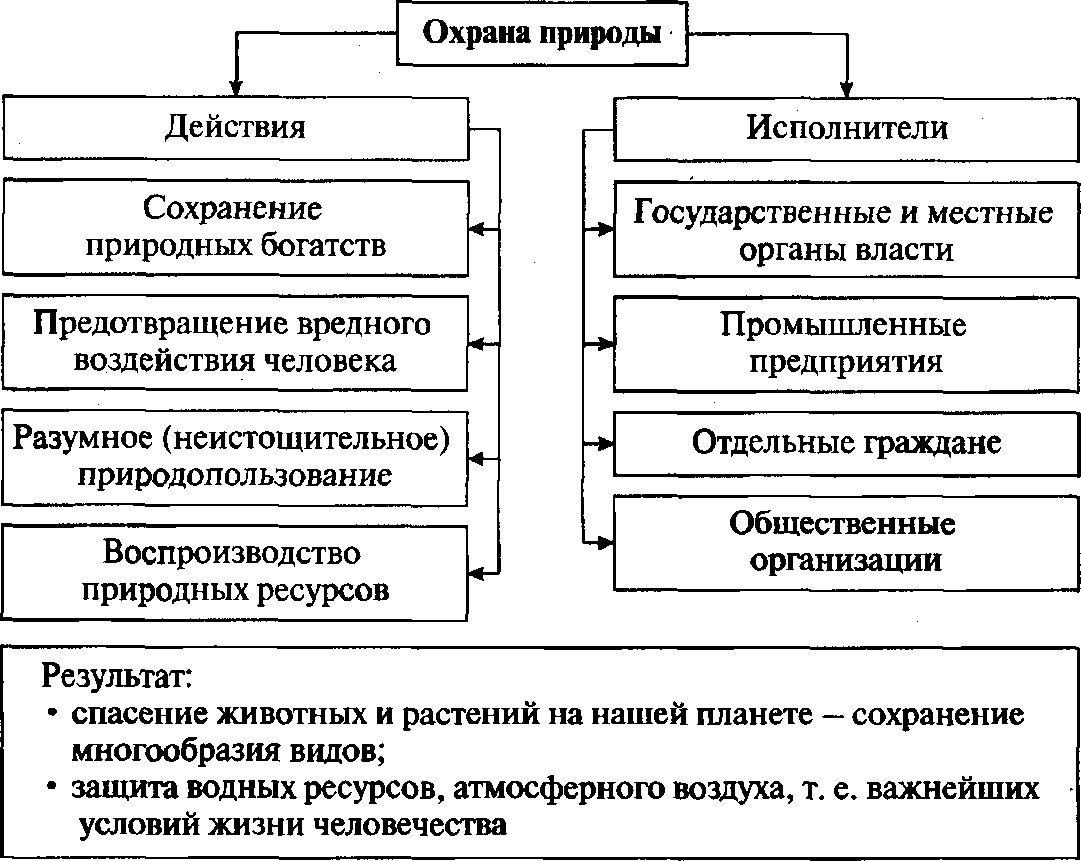 Охрана природы
Действия
Сохранение
природных богатств
Предотвращение вредного
воздействия человека
Разумное (неистощительное)
природопользование
Воспроизводство
природных ресурсов
Исполнители
Государственные и местные
органы власти
Промышленные
предприятия
Отдельные граждане
Общественные
организации
Результат:
• спасение животных и растений на нашей планете – сохранение
многообразия видов;
• защита водных ресурсов, атмосферного воздуха, т. е. важнейших
условий жизни человечества